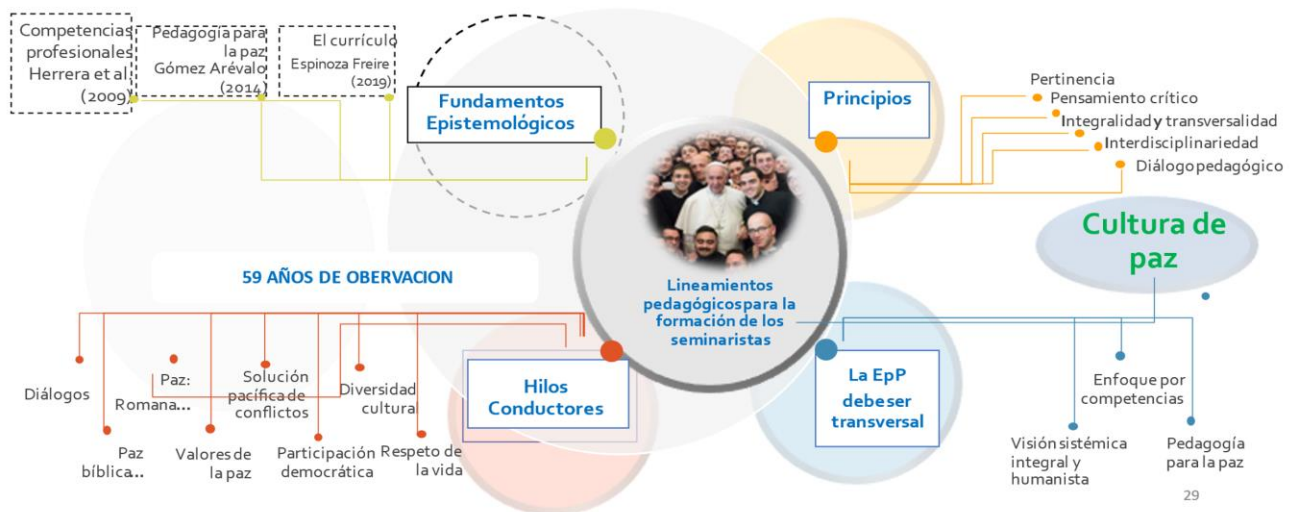 Competencias
profesionales
Herrera et al
(2009)
Pedagogía para
la paz
Gómez Arévalo
(2014)
El currículo
Espinoza Freire
(2019)
Fundamentos
Epistemológicos
Principios
Pertinencia
Pensamiento crítico
Integralidad y transversalidad
Interdisciplinariedad
Diálogo pedagógico
Cultura de
paz
59 AÑOS DE OBERVACION
Lineamientos
pedagógicos para la
formación de los
seminaristas
Diálogos
Paz:
Romana...
Solución
pacífica de
conflictos
Diversidad
cultural
Paz
bíblica...
Valores de
la paz
Participación
democrática
Respeto de
la vida
Hilos
Conductores
La EpP
debe ser
transversal
Enfoque por
competencias
Visión sistémica
integral y
humanista
Pedagogía
para la paz
29